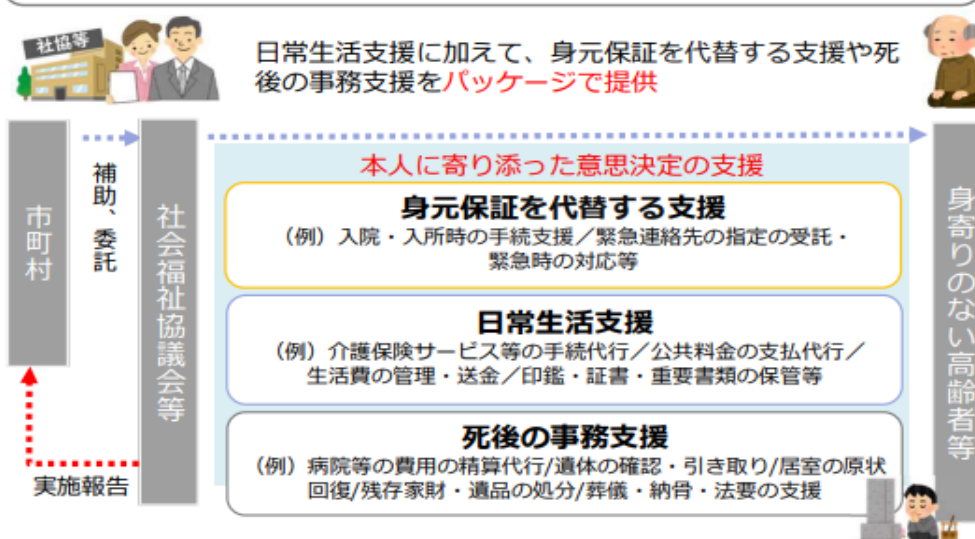 社協等
日常生活支援に加えて、身元保証を代替する支援や死
後の事務支援をパッケージで提供
市町村
補助、委託
社会福祉協議会等
本人に寄り添った意思決定の支援
身元保証を代替する支援
（例）入院・入所時の手続支援／緊急連絡先の指定の受託・
緊急時の対応等
日常生活支援
（例）介護保険サービス等の手続代行／公共料金の支払代行／
生活費の管理・送金／印鑑・証書・重要書類の保管等
死後の事務支援
（例）病院等の費用の精算代行/遺体の確認・引き取り/居室の原状
回復/残存家財・遺品の処分/葬儀・納骨・法要の支援
身寄りのない高齢者等
実施報告